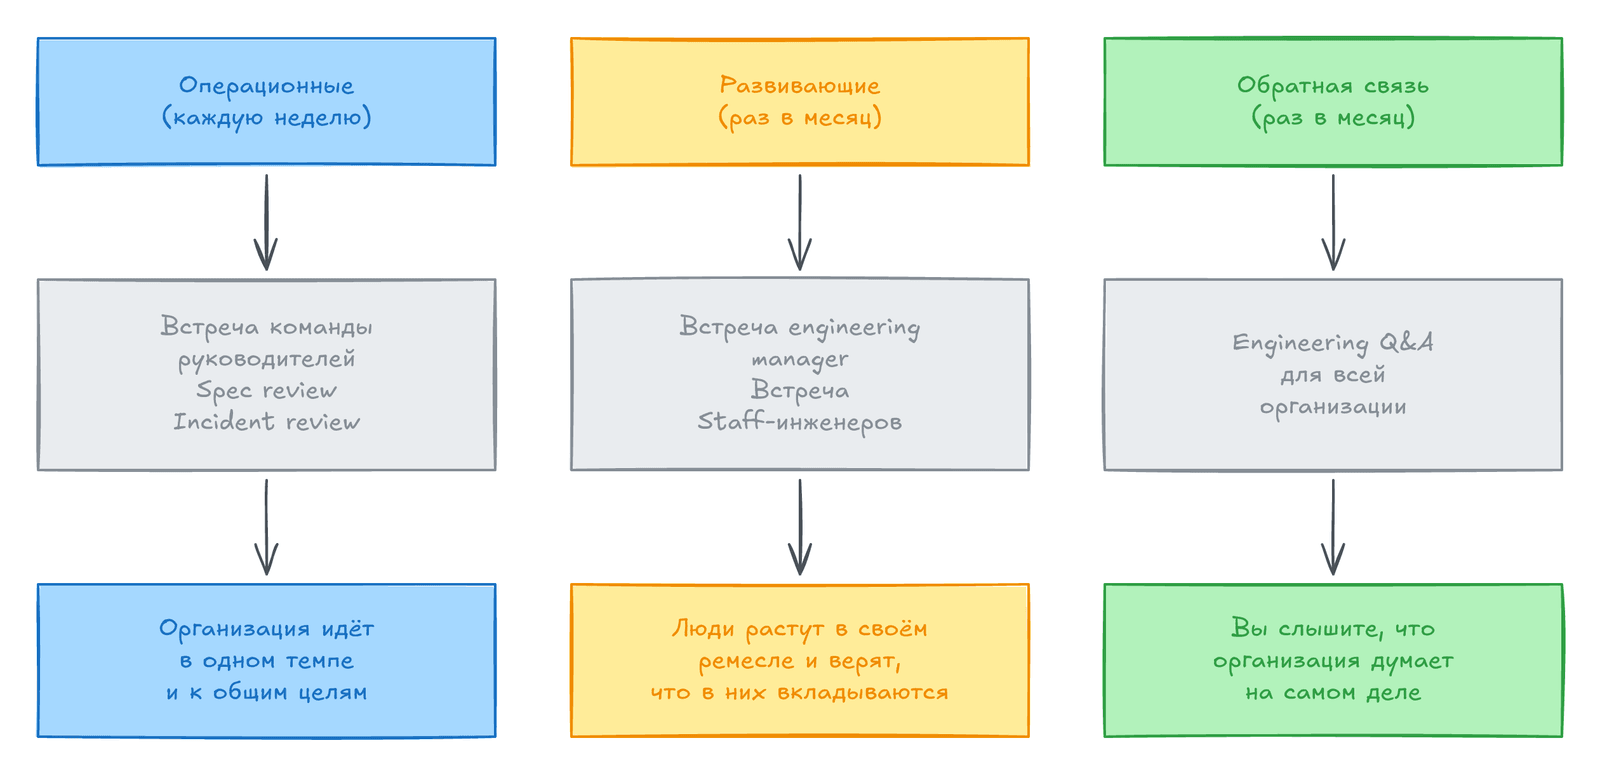 Операционные
(каждую неделю)
Развивающие
(раз в месяц)
Обратная связь
(раз в месяц)
Встреча команды
руководителей
Spec review
Incident review
Встреча engineering
manager
Встреча
Staff-инженеров
Engineering Q&A
для всей
организации
Организация идёт
в одном темпе
и к общим целям
Люди растут в своём
ремесле и верят,
что в них вкладываются
Вы слышите, что
организация думает
на самом деле